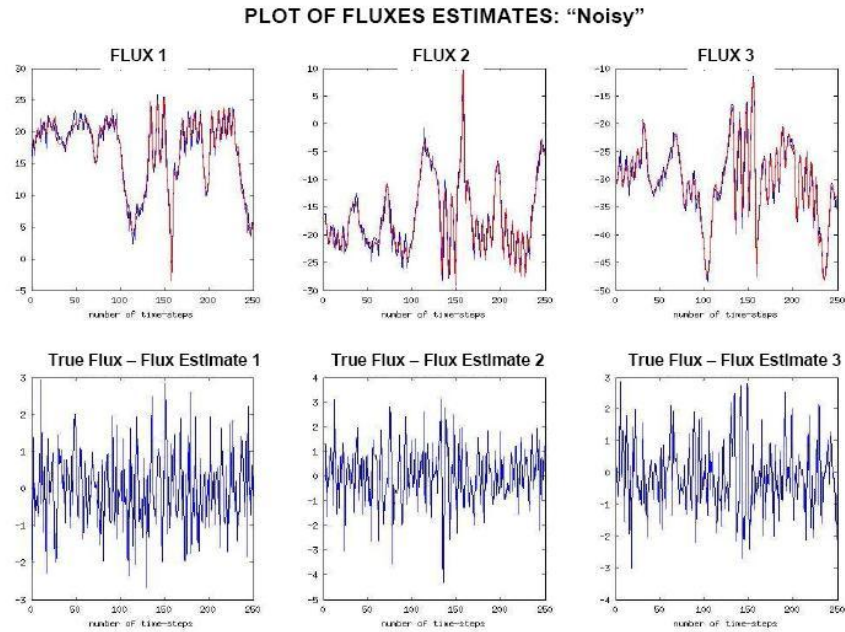 PLOT OF FLUXES ESTIMATES: “Noisy”
FLUX 1
FLUX 2
FLUX 3
30
25
20
15
10
5
0
-5
0 50 100 150 200 250
number of time-steps
10
5
0
-5
-10
-15
-20
-25
-30
0 50 100 150 200 250
number of time-steps
-10
-15
-20
-25
-30
-35
-40
-45
-50
0 50 100 150 200 250
number of time-steps
True Flux – Flux Estimate 1
True Flux – Flux Estimate 2
True Flux – Flux Estimate 3
3
2
1
0
-1
-2
-3
0 50 100 150 200 250
number of time-steps
4
3
2
1
0
-1
-2
-3
-4
-5
0 50 100 150 200 250
number of time-steps
3
2
1
0
-1
-2
-3
-4
0 50 100 150 200 250
number of time-steps